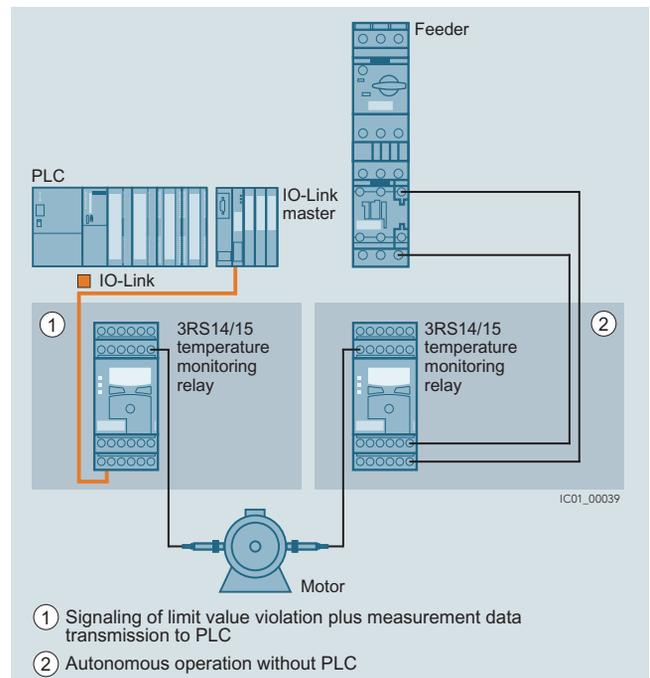 Feeder
PLC
IO-Link
master
IO-Link
1
3RS14/15
temperature
monitoring
relay
3RS14/15
temperature
monitoring
relay
2
IC01_00039
Motor
1 Signaling of limit value violation plus measurement data
transmission to PLC
2 Autonomous operation without PLC